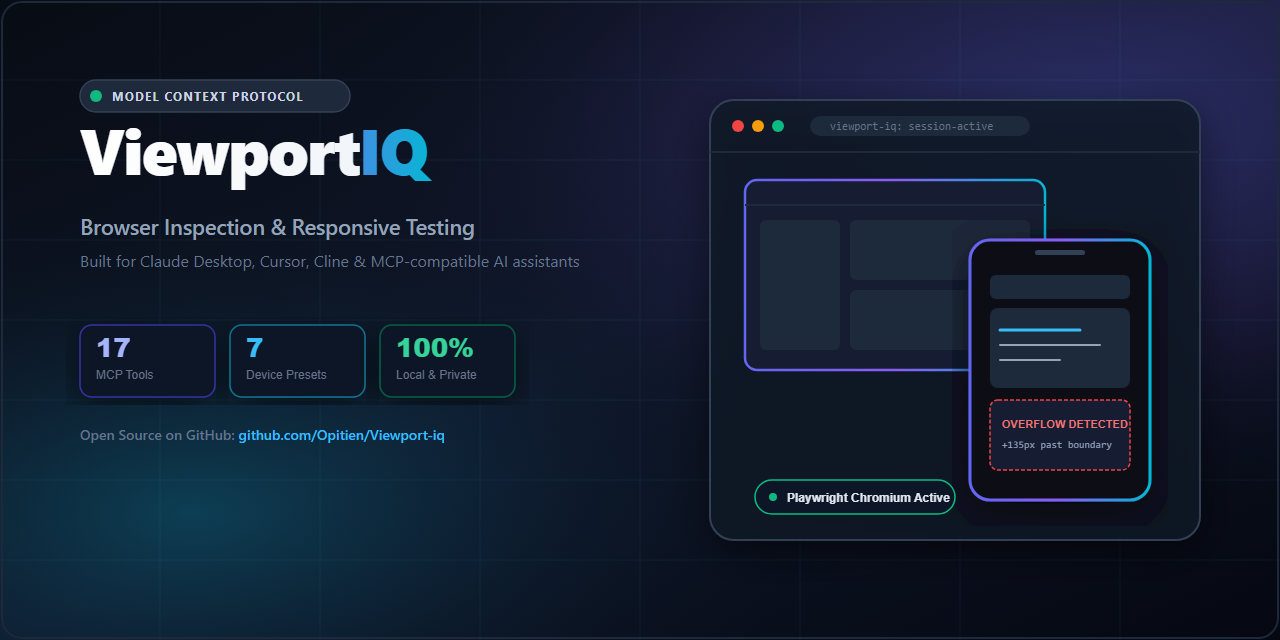 MODEL CONTEXT PROTOCOL
ViewportIQ
Browser Inspection & Responsive Testing
Built for Claude Desktop, Cursor, Cline & MCP-compatible AI assistants
17
MCP Tools
7
Device Presets
100%
Local & Private
Open Source on GitHub: github.com/Opitien/Viewport-iq
viewport-iq: session-active
OVERFLOW DETECTED
+135px past boundary
Playwright Chromium Active